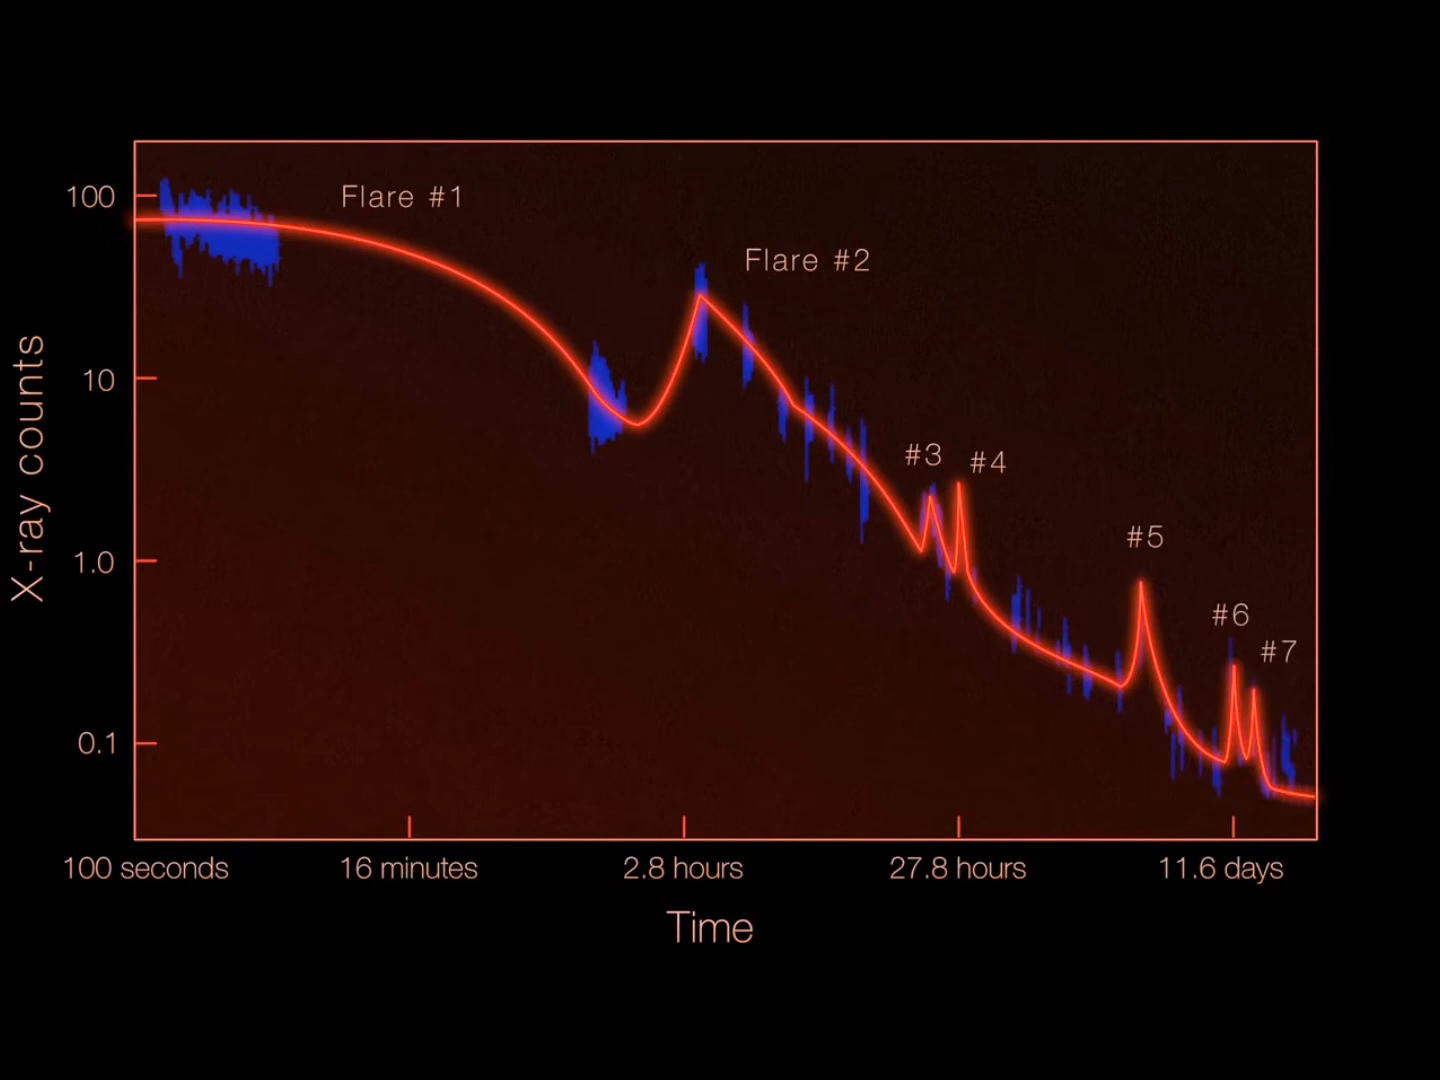 Flare #1
Flare #2
#3
#4
#5
#6
#7
100
10
1.0
0.1
X-ray counts
100 seconds
16 minutes
2.8 hours
27.8 hours
11.6 days
Time